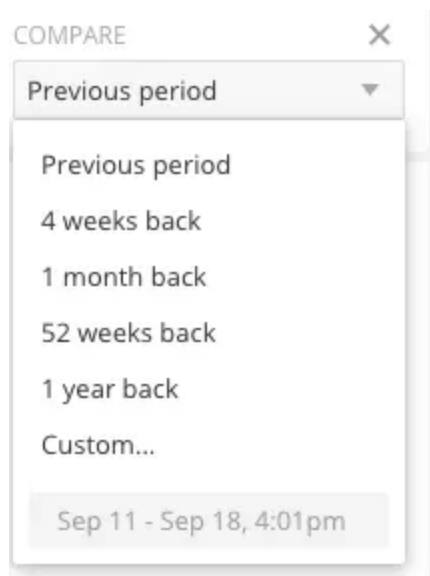 COMPARE
Previous period
Previous period
4 weeks back
1 month back
52 weeks back
1 year back
Custom...
Sep 11 - Sep 18, 4:01pm